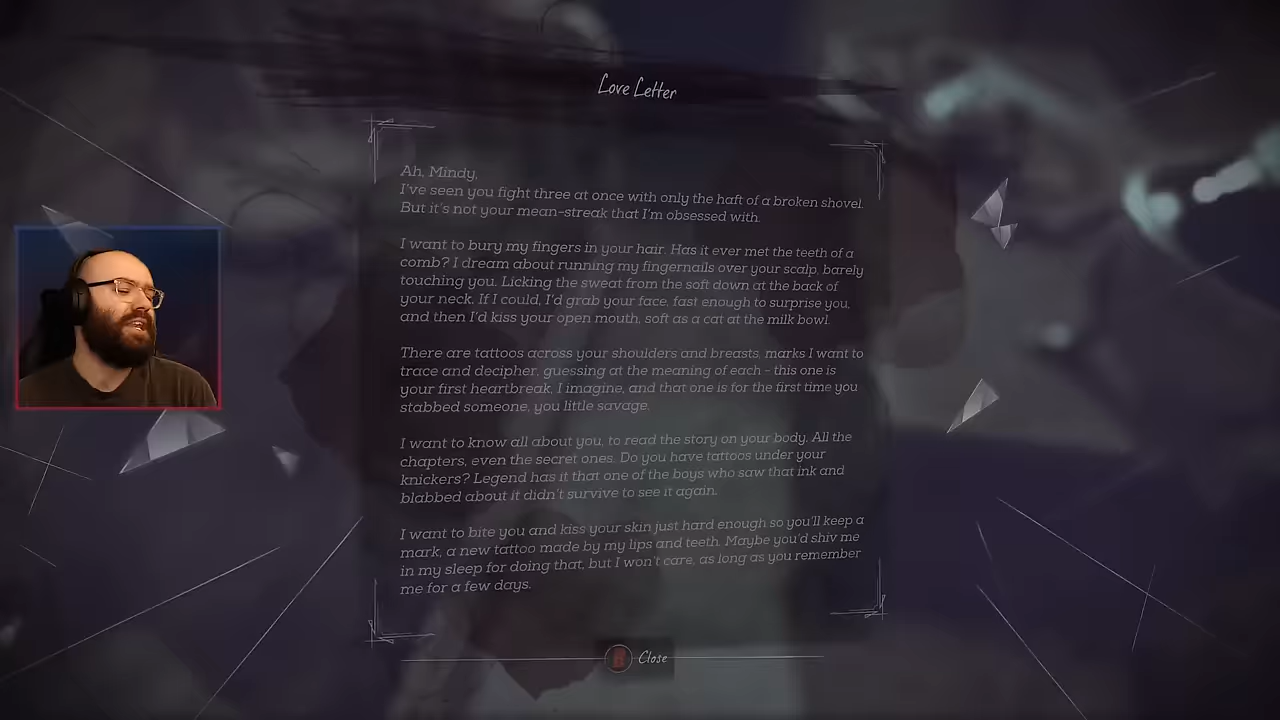 Love Letter
Ah, Mindy,
I've seen you fight three at once with only the haft of a broken shovel.
But it's not your mean-streak that I'm obsessed with.
I want to bury my fingers in your hair. Has it ever met the teeth of a
comb? I dream about running my fingernails over your scalp, barely
touching you. Licking the sweat from the soft down at the back of
your neck. If I could, I'd grab your face, fast enough to surprise you,
and then I'd kiss your open mouth, soft as a cat at the milk bowl.
There are tattoos across your shoulders and breasts, marks I want to
trace and decipher, guessing at the meaning of each - this one is
your first heartbreak, I imagine, and that one is for the first time you
stabbed someone, you little savage.
I want to know all about you, to read the story on your body. All the
chapters, even the secret ones. Do you have tattoos under your
knickers? Legend has it that one of the boys who saw that ink and
blabbed about it didn't survive to see it again.
I want to bite you and kiss your skin just hard enough so you'll keep a
mark, a new tattoo made by my lips and teeth. Maybe you'd shiv me
in my sleep for doing that, but I won't care, as long as you remember
me for a few days.
Close